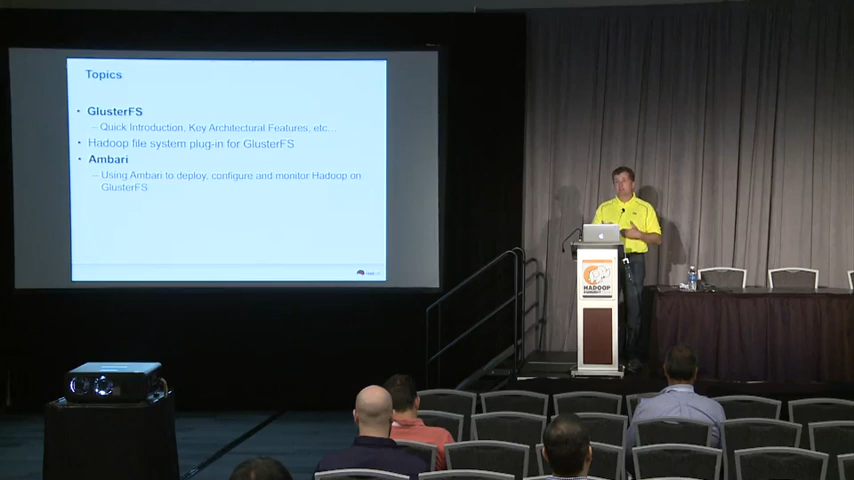 Topics
• GlusterFS
– Quick Introduction, Key Architectural Features, etc…
• Hadoop file system plug-in for GlusterFS
• Ambari
– Using Ambari to deploy, configure and monitor Hadoop on
GlusterFS
HADOOP
SUMMIT